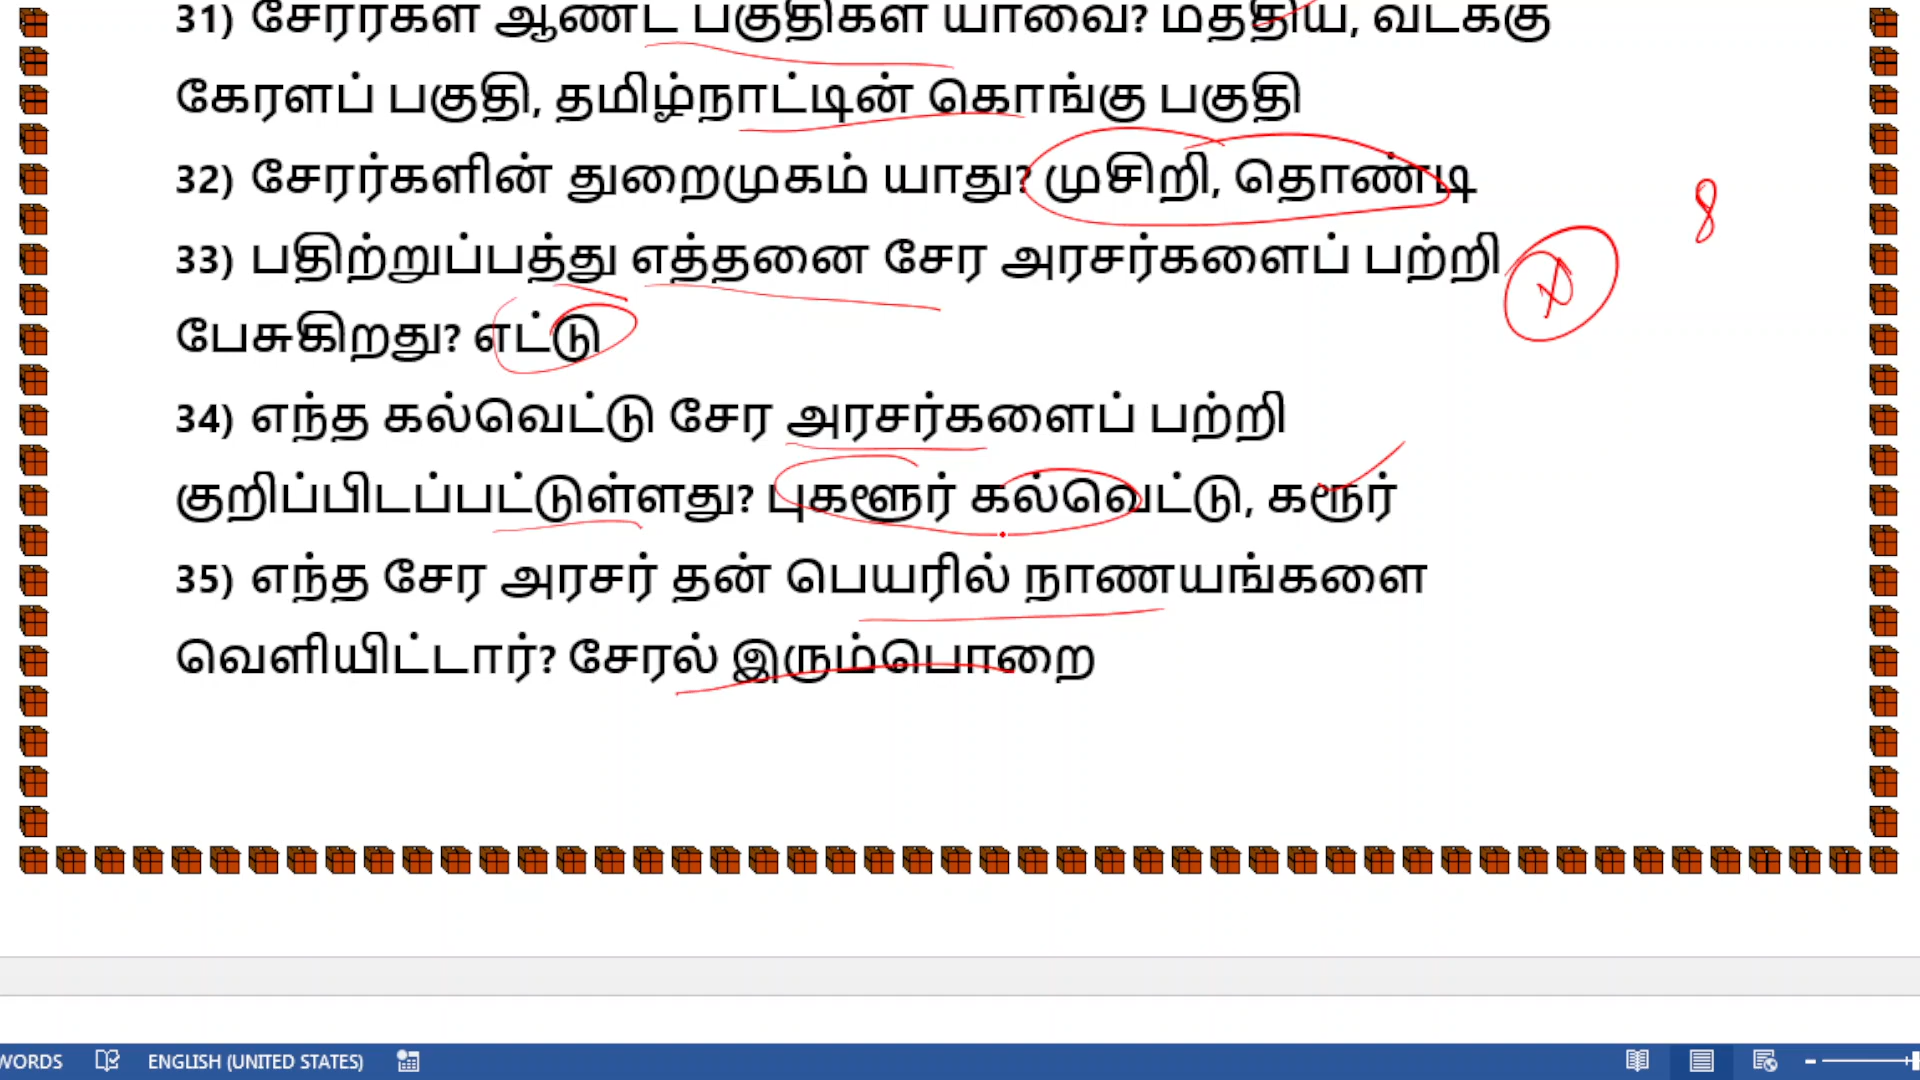 31) சேரர்கள் ஆண்ட பகுதிகள் யாவை? மத்திய, வடக்கு
கேரளப் பகுதி, தமிழ்நாட்டின் கொங்கு பகுதி
32) சேரர்களின் துறைமுகம் யாது? முசிறி, தொண்டி
8
33) பதிற்றுப்பத்து எத்தனை சேர அரசர்களைப் பற்றி
பேசுகிறது? எட்டு
34) எந்த கல்வெட்டு சேர அரசர்களைப் பற்றி
குறிப்பிடப்பட்டுள்ளது? புகளூர் கல்வெட்டு, கரூர்
35) எந்த சேர அரசர் தன் பெயரில் நாணயங்களை
வெளியிட்டார்? சேரல் இரும்பொறை
WORDS ENGLISH (UNITED STATES)